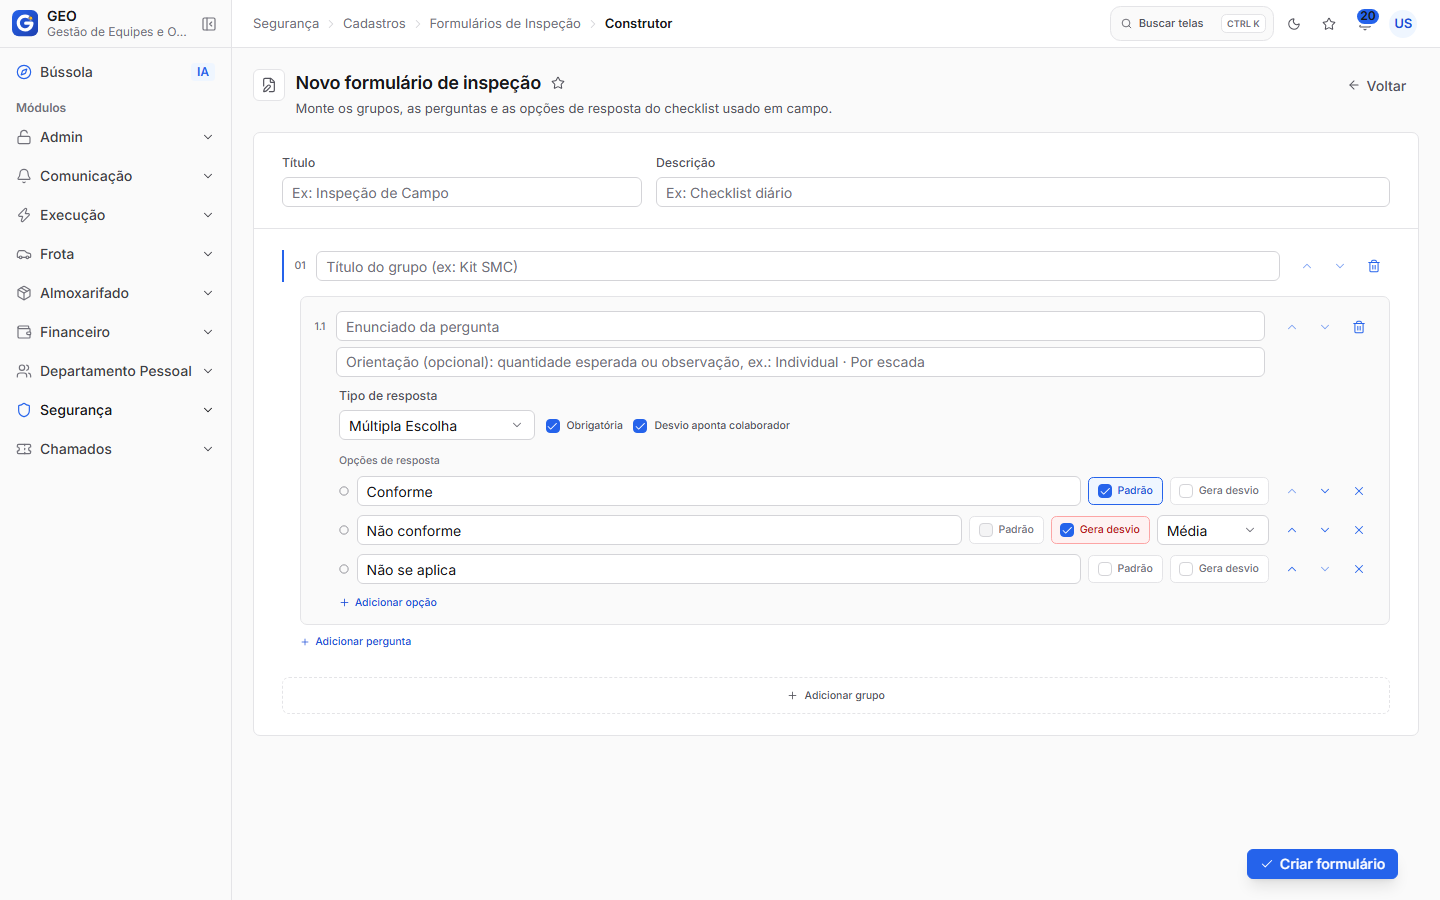 GEO
Gestão de Equipes e O...
Bússola
IA
Módulos
Admin
Comunicação
Execução
Frota
Almoxarifado
Financeiro
Departamento Pessoal
Segurança
Chamados
Segurança
Cadastros
Formulários de Inspeção
Construtor
Buscar telas
CTRL K
20
US
Novo formulário de inspeção
Monte os grupos, as perguntas e as opções de resposta do checklist usado em campo.
Voltar
Título
Descrição
Ex: Inspeção de Campo
Ex: Checklist diário
01
Título do grupo (ex: Kit SMC)
1.1
Enunciado da pergunta
Orientação (opcional): quantidade esperada ou observação, ex.: Individual · Por escada
Tipo de resposta
Múltipla Escolha
Obrigatória
Desvio aponta colaborador
Opções de resposta
Conforme
Padrão
Gera desvio
Não conforme
Padrão
Gera desvio
Média
Não se aplica
Padrão
Gera desvio
Adicionar opção
Adicionar pergunta
Adicionar grupo
Criar formulário